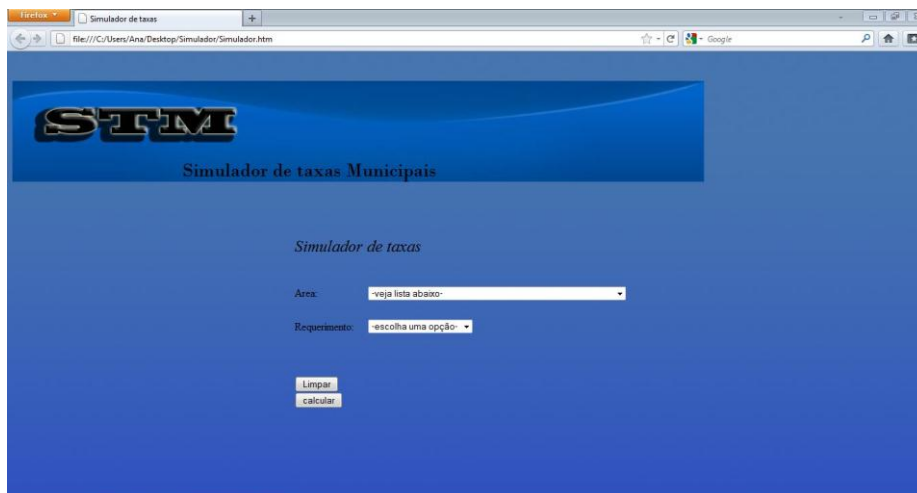 Firefox
Simulador de taxas
file:///C:/Users/Ana/Desktop/Simulador/Simulador.htm
Google
STM
Simulador de taxas Municipais
Simulador de taxas
Area:
-veja lista abaixo-
Requerimento:
-escolha uma opção-
Limpar
calcular